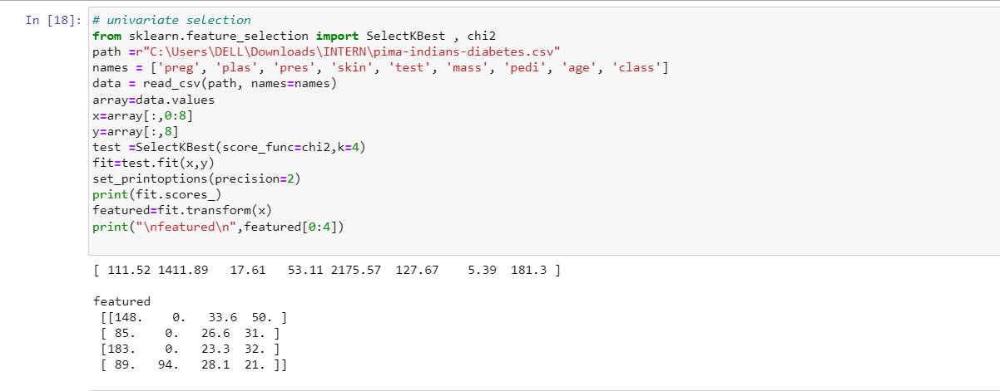 In [18]: # univariate selection
from sklearn.feature_selection import SelectKBest , chi2
path =r"C:\Users\DELL\Downloads\INTERN\pima-indians-diabetes.csv"
names = ['preg', 'plas', 'pres', 'skin', 'test', 'mass', 'pedi', 'age', 'class']
data = read_csv(path, names=names)
array=data.values
x=array[:,0:8]
y=array[:,8]
test =SelectKBest(score_func=chi2,k=4)
fit=test.fit(x,y)
set_printoptions(precision=2)
print(fit.scores_)
featured=fit.transform(x)
print("\nfeatured\n",featured[0:4])
[ 111.52 1411.89   17.61   53.11 2175.57  127.67    5.39  181.3 ]
featured
 [[148.    0.   33.6  50. ]
 [ 85.    0.   26.6  31. ]
 [183.    0.   23.3  32. ]
 [ 89.   94.   28.1  21. ]]